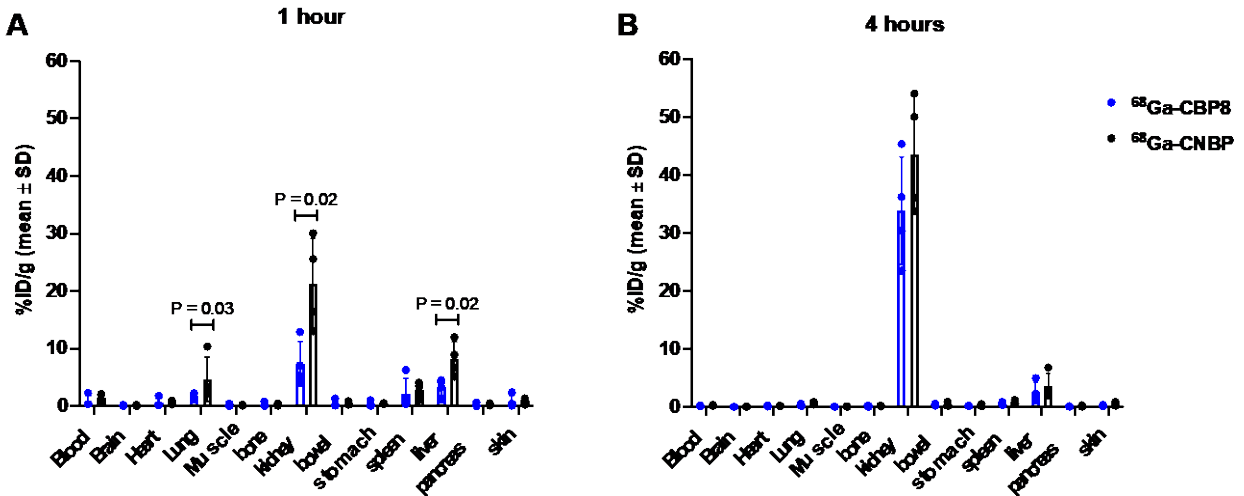 A
1 hour
%ID/g (mean ± SD)
60
50
40
30
20
10
0
P = 0.03
P = 0.02
P = 0.02
Blood
Brain
Heart
Lung
Muscle
bone
kidney
bowel
stomach
spleen
liver
pancreas
skin
B
4 hours
%ID/g (mean ± SD)
60
50
40
30
20
10
0
Blood
Brain
Heart
Lung
Muscle
bone
kidney
bowel
stomach
spleen
liver
pancreas
skin
⁶⁸Ga-CBP8
⁶⁸Ga-CNBP